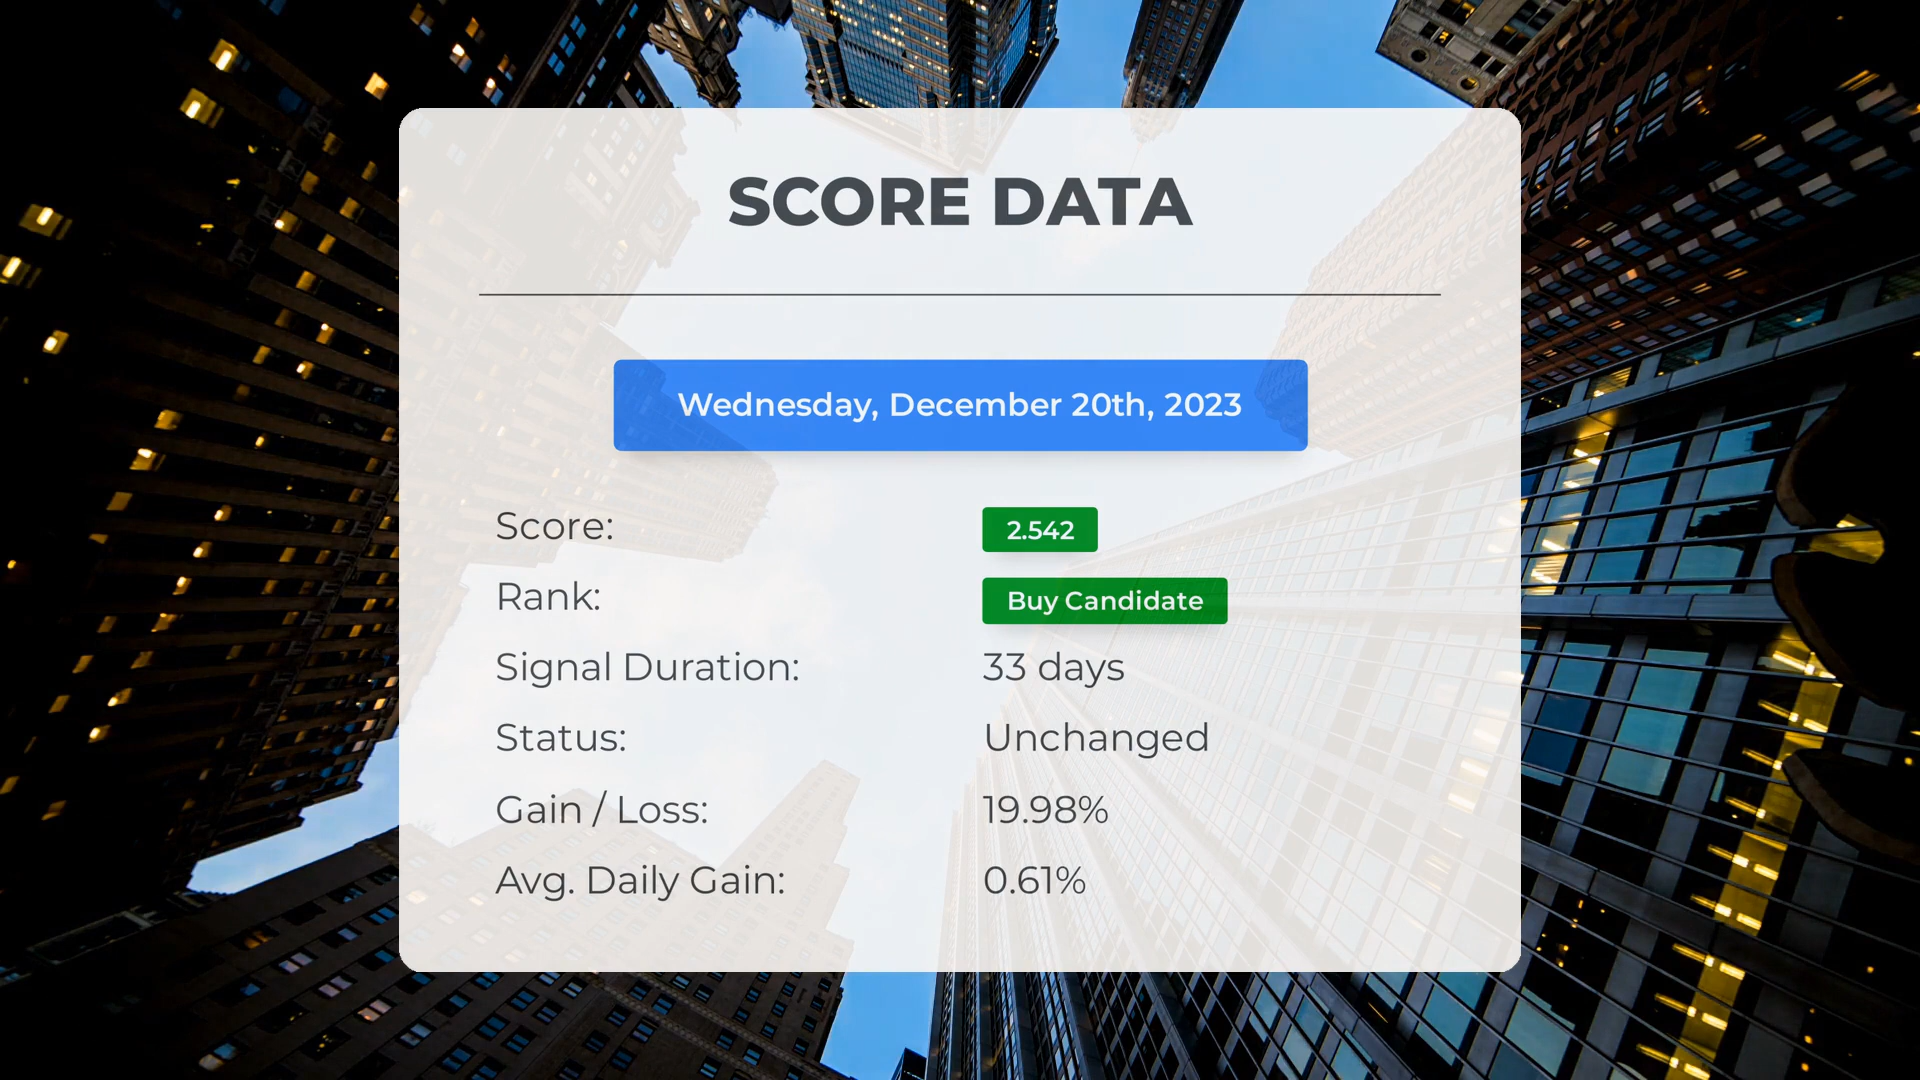 SCORE DATA
Wednesday, December 20th, 2023
Score: 2.542
Rank: Buy Candidate
Signal Duration: 33 days
Status: Unchanged
Gain / Loss: 19.98%
Avg. Daily Gain: 0.61%